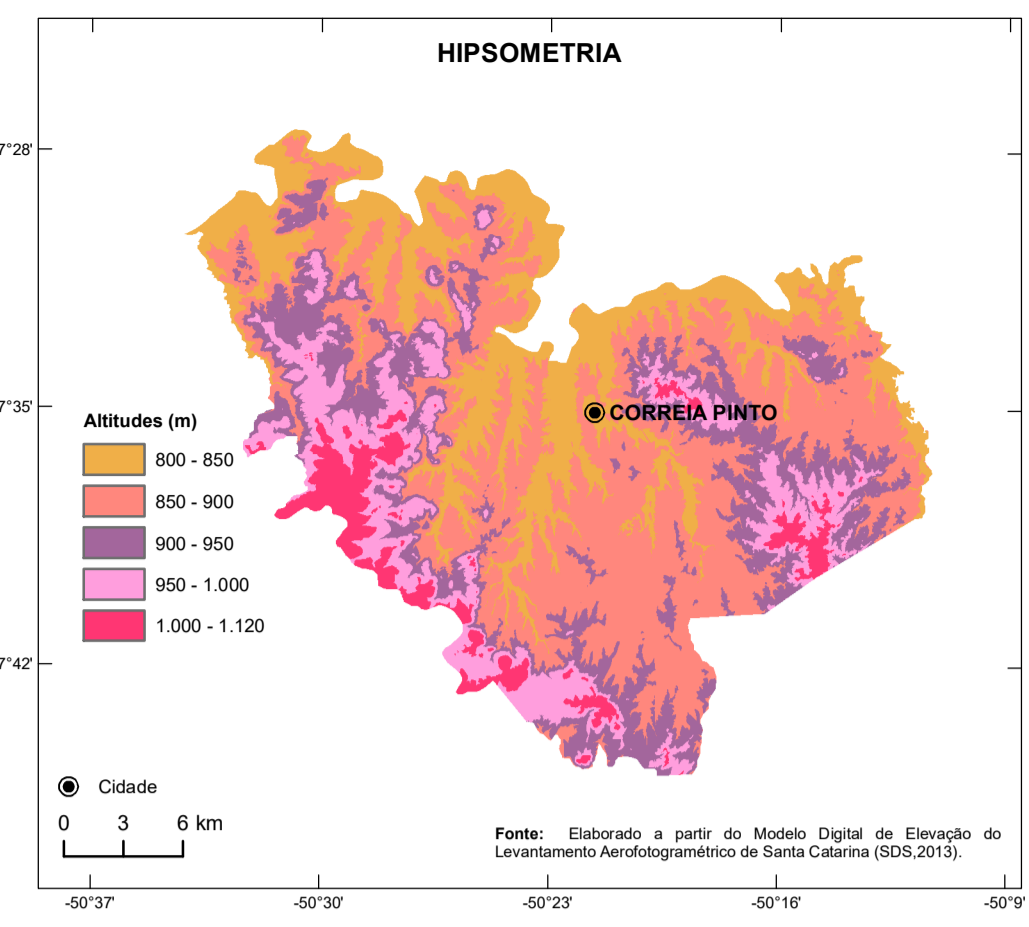 HIPSOMETRIA
7°28'
7°35'
CORREIA PINTO
Altitudes (m)
800 - 850
850 - 900
900 - 950
950 - 1.000
1.000 - 1.120
7°42'
Cidade
0 3 6 km
Fonte: Elaborado a partir do Modelo Digital de Elevação do
Levantamento Aerofotogramétrico de Santa Catarina (SDS,2013).
-50°37' -50°30' -50°23' -50°16' -50°9'